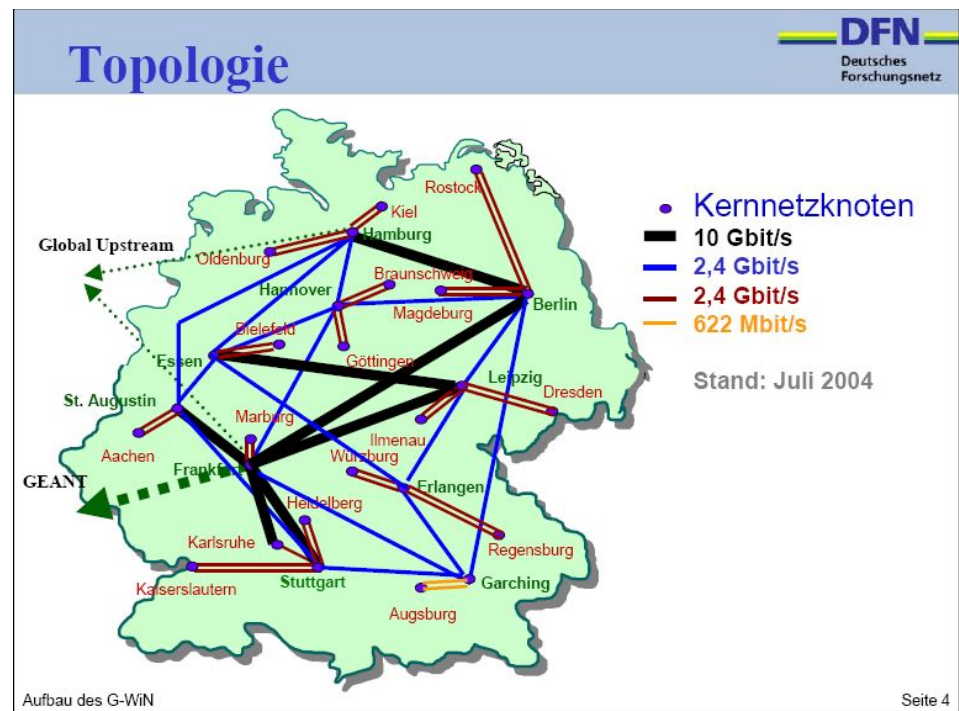 Topologie
DFN
Deutsches
Forschungsnetz
Rostock
Kiel
Hamburg
Global Upstream
Oldenburg
Braunschweig
Hannover
Magdeburg
Berlin
Bielefeld
Essen
Göttingen
Leipzig
Dresden
St. Augustin
Marburg
Ilmenau
Aachen
Würzburg
Frankfurt
GEANT
Erlangen
Heidelberg
Karlsruhe
Regensburg
Kaiserslautern
Stuttgart
Garching
Augsburg
Kernnetzknoten
10 Gbit/s
2,4 Gbit/s
2,4 Gbit/s
622 Mbit/s
Stand: Juli 2004
Aufbau des G-WiN
Seite 4